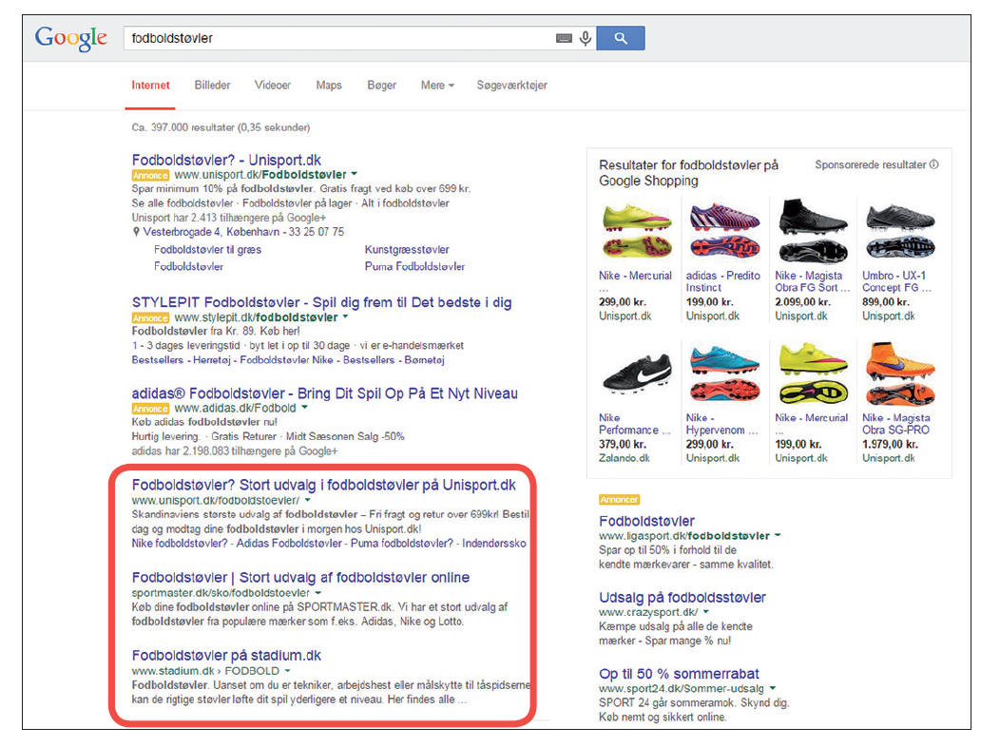 Google
fodboldstøvler
Internet Billeder Videoer Maps Bøger Mere Søgeværktøjer
Ca. 397.000 resultater (0,35 sekunder)
Fodboldstøvler? - Unisport.dk
Annonce www.unisport.dk/Fodboldstøvler
Spar minimum 10% på fodboldstøvler. Gratis fragt ved køb over 699 kr.
Se alle fodboldstøvler · Fodboldstøvler på lager · Alt i fodboldstøvler
Unisport har 2.413 tilhængere på Google+
Vesterbrogade 4, København - 33 25 07 75
Fodboldstøvler til græs Kunstgræsstøvler
Fodboldstøvler Puma Fodboldstøvler
STYLEPIT Fodboldstøvler - Spil dig frem til Det bedste i dig
Annonce www.stylepit.dk/fodboldstøvler
Fodboldstøvler fra Kr. 89. Køb her!
1 - 3 dages leveringstid · byt let i op til 30 dage · vi er e-handelsmærket
Bestsellers - Herretøj - Fodboldstøvler Nike - Bestsellers - Børnetøj
adidas® Fodboldstøvler - Bring Dit Spil Op På Et Nyt Niveau
Annonce www.adidas.dk/Fodbold
Køb adidas fodboldstøvler nu!
Hurtig levering. · Gratis Returer · Midt Sæsonen Salg -50%
adidas har 2.198.083 tilhængere på Google+
Fodboldstøvler? Stort udvalg i fodboldstøvler på Unisport.dk
www.unisport.dk/fodboldstoevler/
Skandinaviens største udvalg af fodboldstøvler – Fri fragt og retur over 699kr! Bestil
dag og modtag dine fodboldstøvler i morgen hos Unisport.dk!
Nike fodboldstøvler? - Adidas Fodboldstøvler - Puma fodboldstøvler? - Indendørssko
Fodboldstøvler | Stort udvalg af fodboldstøvler online
sportmaster.dk/sko/fodboldstoevler
Køb dine fodboldstøvler online på SPORTMASTER.dk. Vi har et stort udvalg af
fodboldstøvler fra populære mærker som f.eks. Adidas, Nike og Lotto.
Fodboldstøvler på stadium.dk
www.stadium.dk › FODBOLD
Fodboldstøvler. Uanset om du er tekniker, arbejdshest eller målskytte til tåspidserne
kan de rigtige støvler løfte dit spil yderligere et niveau. Her findes alle ...
Resultater for fodboldstøvler på Sponsorerede resultater
Google Shopping
Nike - Mercurial
...
299,00 kr.
Unisport.dk
adidas - Predito
Instinct
199,00 kr.
Unisport.dk
Nike - Magista
Obra FG Sort ...
2.099,00 kr.
Unisport.dk
Umbro - UX-1
Concept FG ...
899,00 kr.
Unisport.dk
Nike
Performance ...
379,00 kr.
Zalando.dk
Nike -
Hypervenom ...
299,00 kr.
Unisport.dk
Nike - Mercurial
...
199,00 kr.
Unisport.dk
Nike - Magista
Obra SG-PRO
1.979,00 kr.
Unisport.dk
Annoncer
Fodboldstøvler
www.ligasport.dk/fodboldstøvler
Spar op til 50% i forhold til de
kendte mærkevarer - samme kvalitet.
Udsalg på fodboldsstøvler
www.crazysport.dk/
Kæmpe udsalg på alle de kendte
mærker - Spar mange % nu!
Op til 50 % sommerrabat
www.sport24.dk/Sommer-udsalg
SPORT 24 går sommeramok. Skynd dig.
Køb nemt og sikkert online.